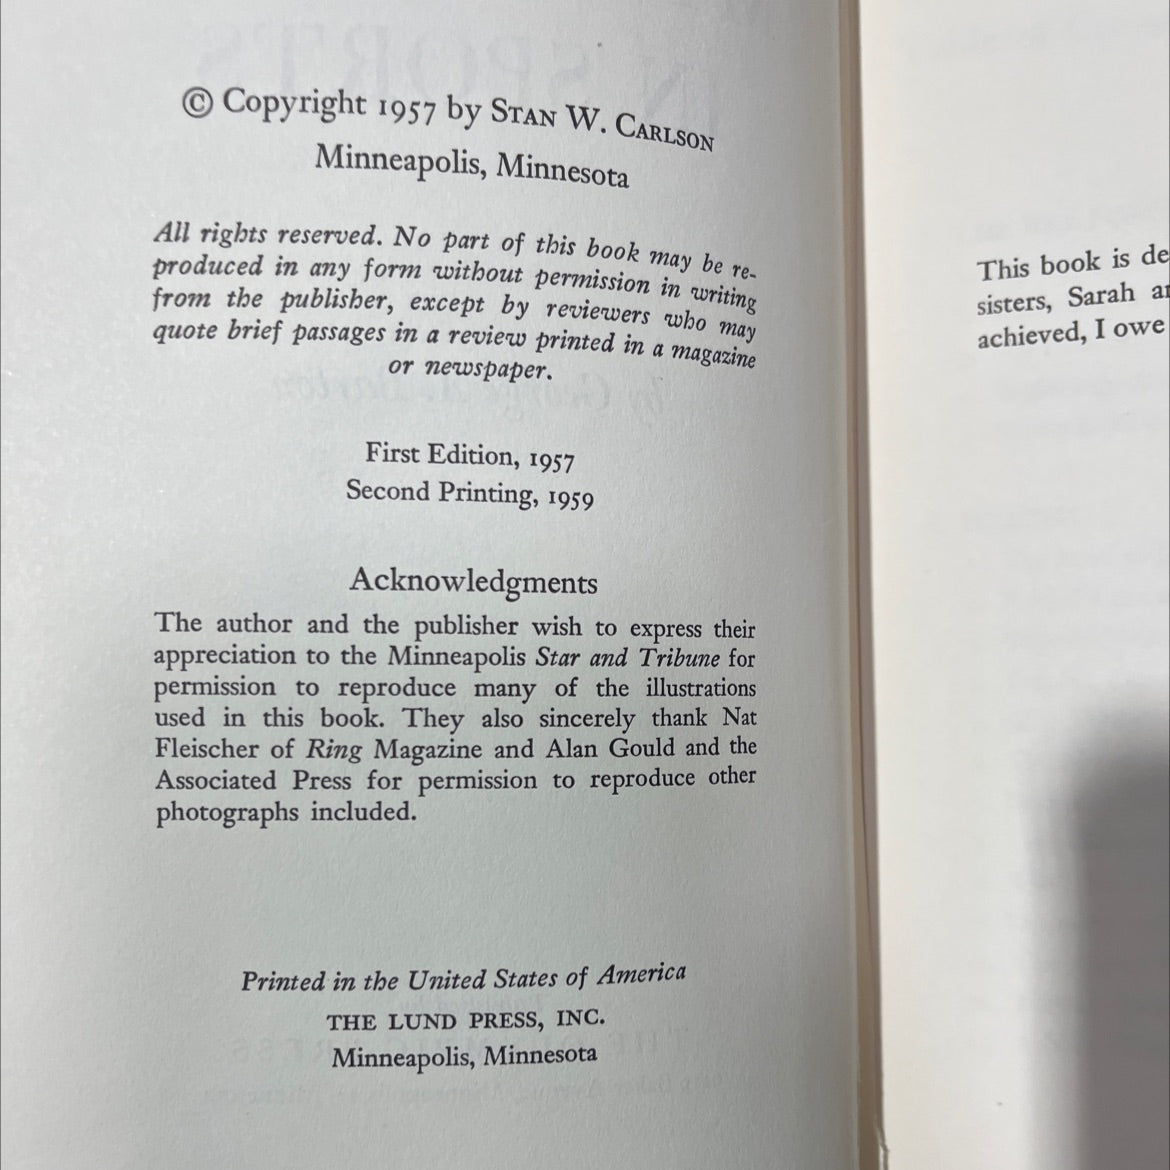 © Copyright 1957 by STAN W. CARLSON
Minneapolis, Minnesota
All rights reserved. No part of this book may be re-
produced in any form without permission in writing
from the publisher, except by reviewers who may
quote brief passages in a review printed in a magazine
or newspaper.
First Edition, 1957
Second Printing, 1959
Acknowledgments
The author and the publisher wish to express their
appreciation to the Minneapolis Star and Tribune for
permission to reproduce many of the illustrations
used in this book. They also sincerely thank Nat
Fleischer of Ring Magazine and Alan Gould and the
Associated Press for permission to reproduce other
photographs included.
Printed in the United States of America
THE LUND PRESS, INC.
Minneapolis, Minnesota
This book is de
sisters, Sarah
achieved, I owe